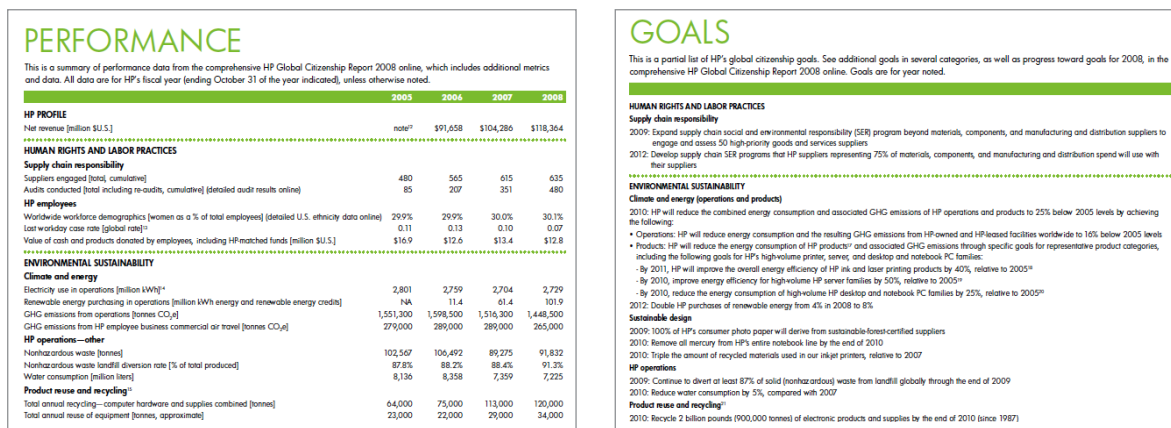 PERFORMANCE
This is a summary of performance data from the comprehensive HP Global Citizenship Report 2008 online, which includes additional metrics
and data. All data are for HP's fiscal year (ending October 31 of the year indicated), unless otherwise noted.
2005 2006 2007 2008
HP PROFILE
Net revenue [million $U.S.] note¹² $91,658 $104,286 $118,364
HUMAN RIGHTS AND LABOR PRACTICES
Supply chain responsibility
Suppliers engaged [total, cumulative] 480 565 615 635
Audits conducted [total including re-audits, cumulative] (detailed audit results online) 85 207 351 480
HP employees
Worldwide workforce demographics [women as a % of total employees] (detailed U.S. ethnicity data online) 29.9% 29.9% 30.0% 30.1%
Lost workday case rate [global rate]¹³ 0.11 0.13 0.10 0.07
Value of cash and products donated by employees, including HP-matched funds [million $U.S.] $16.9 $12.6 $13.4 $12.8
ENVIRONMENTAL SUSTAINABILITY
Climate and energy
Electricity use in operations [million kWh]¹⁴ 2,801 2,759 2,704 2,729
Renewable energy purchasing in operations [million kWh energy and renewable energy credits] NA 11.4 61.4 101.9
GHG emissions from operations [tonnes CO₂e] 1,551,300 1,598,500 1,516,300 1,448,500
GHG emissions from HP employee business commercial air travel [tonnes CO₂e] 279,000 289,000 289,000 265,000
HP operations—other
Nonhazardous waste [tonnes] 102,567 106,492 89,275 91,832
Nonhazardous waste landfill diversion rate [% of total produced] 87.8% 88.2% 88.4% 91.3%
Water consumption [million liters] 8,136 8,358 7,359 7,225
Product reuse and recycling¹⁵
Total annual recycling—computer hardware and supplies combined [tonnes] 64,000 75,000 113,000 120,000
Total annual reuse of equipment [tonnes, approximate] 23,000 22,000 29,000 34,000
GOALS
This is a partial list of HP's global citizenship goals. See additional goals in several categories, as well as progress toward goals for 2008, in the
comprehensive HP Global Citizenship Report 2008 online. Goals are for year noted.
HUMAN RIGHTS AND LABOR PRACTICES
Supply chain responsibility
2009: Expand supply chain social and environmental responsibility (SER) program beyond materials, components, and manufacturing and distribution suppliers to
engage and assess 50 high-priority goods and services suppliers
2012: Develop supply chain SER programs that HP suppliers representing 75% of materials, components, and manufacturing and distribution spend will use with
their suppliers
ENVIRONMENTAL SUSTAINABILITY
Climate and energy (operations and products)
2010: HP will reduce the combined energy consumption and associated GHG emissions of HP operations and products to 25% below 2005 levels by achieving
the following:
• Operations: HP will reduce energy consumption and the resulting GHG emissions from HP-owned and HP-leased facilities worldwide to 16% below 2005 levels
• Products: HP will reduce the energy consumption of HP products¹⁷ and associated GHG emissions through specific goals for representative product categories,
including the following goals for HP's high-volume printer, server, and desktop and notebook PC families:
- By 2011, HP will improve the overall energy efficiency of HP ink and laser printing products by 40%, relative to 2005¹⁸
- By 2010, improve energy efficiency for high-volume HP server families by 50%, relative to 2005¹⁹
- By 2010, reduce the energy consumption of high-volume HP desktop and notebook PC families by 25%, relative to 2005²⁰
2012: Double HP purchases of renewable energy from 4% in 2008 to 8%
Sustainable design
2009: 100% of HP's consumer photo paper will derive from sustainable-forest-certified suppliers
2010: Remove all mercury from HP's entire notebook line by the end of 2010
2010: Triple the amount of recycled materials used in our inkjet printers, relative to 2007
HP operations
2009: Continue to divert at least 87% of solid (nonhazardous) waste from landfill globally through the end of 2009
2010: Reduce water consumption by 5%, compared with 2007
Product reuse and recycling²¹
2010: Recycle 2 billion pounds (900,000 tonnes) of electronic products and supplies by the end of 2010 (since 1987)